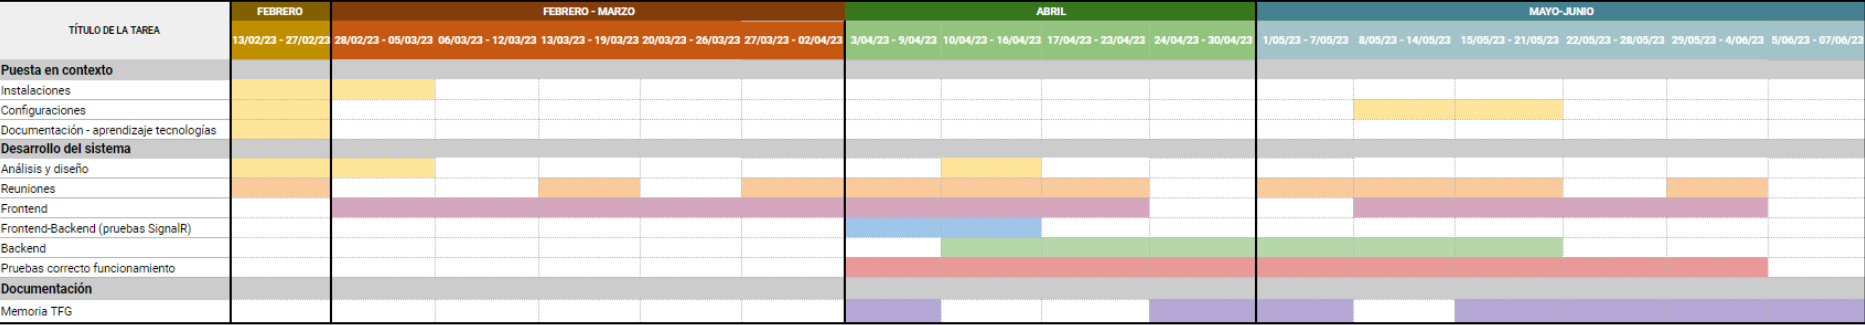 FEBRERO FEBRERO - MARZO ABRIL MAYO-JUNIO
TÍTULO DE LA TAREA
13/02/23 - 27/02/23 28/02/23 - 05/03/23 06/03/23 - 12/03/23 13/03/23 - 19/03/23 20/03/23 - 26/03/23 27/03/23 - 02/04/23 3/04/23 - 9/04/23 10/04/23 - 16/04/23 17/04/23 - 23/04/23 24/04/23 - 30/04/23 1/05/23 - 7/05/23 8/05/23 - 14/05/23 15/05/23 - 21/05/23 22/05/23 - 28/05/23 29/05/23 - 4/06/23 5/06/23 - 07/06/23
Puesta en contexto
Instalaciones
Configuraciones
Documentación - aprendizaje tecnologías
Desarrollo del sistema
Análisis y diseño
Reuniones
Frontend
Frontend-Backend (pruebas SignalR)
Backend
Pruebas correcto funcionamiento
Documentación
Memoria TFG